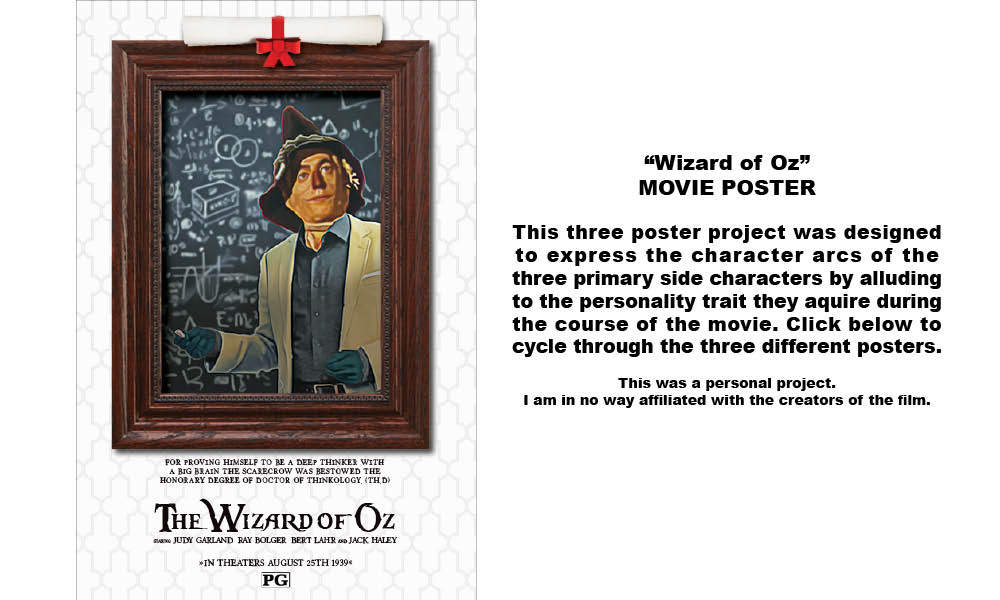 E=Mc²
FOR PROVING HIMSELF TO BE A DEEP THINKER WITH
A BIG BRAIN THE SCARECROW WAS BESTOWED THE
HONORARY DEGREE OF DOCTOR OF THINKOLOGY, (TH,D)
THE WIZARD OF OZ
STARRING JUDY GARLAND RAY BOLGER BERT LAHR AND JACK HALEY
»IN THEATERS AUGUST 25TH 1939«
PG
“Wizard of Oz”
MOVIE POSTER
This three poster project was designed
to express the character arcs of the
three primary side characters by alluding
to the personality trait they aquire during
the course of the movie. Click below to
cycle through the three different posters.
This was a personal project.
I am in no way affiliated with the creators of the film.